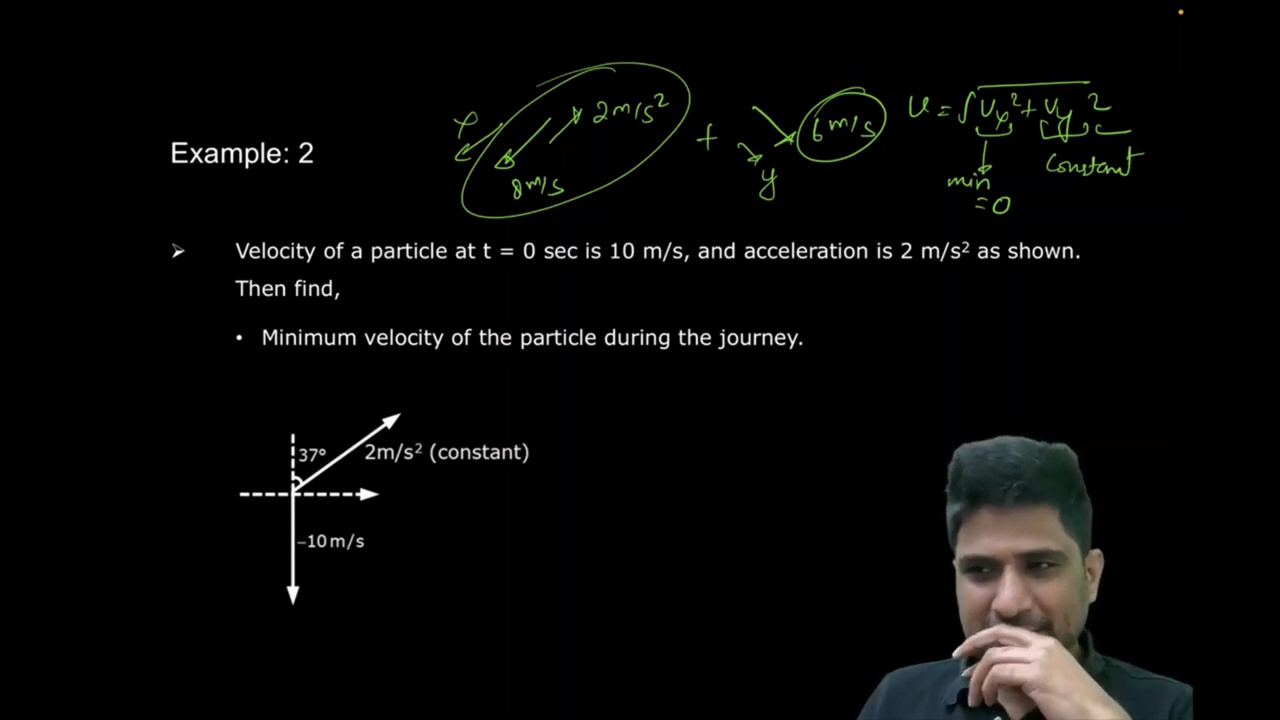 x 2m/s² + 6m/s v = √Vx² + Vy²
8m/s y min constant
= 0
Example: 2
➤ Velocity of a particle at t = 0 sec is 10 m/s, and acceleration is 2 m/s² as shown.
Then find,
• Minimum velocity of the particle during the journey.
37° 2m/s² (constant)
–10 m/s